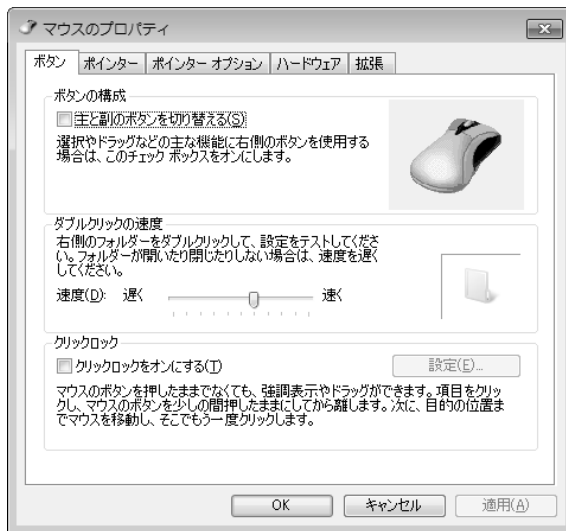 マウスのプロパティ
ボタン ポインター ポインター オプション ハードウェア 拡張
ボタンの構成
主と副のボタンを切り替える(S)
選択やドラッグなどの主な機能に右側のボタンを使用する
場合は、このチェック ボックスをオンにします。
ダブルクリックの速度
右側のフォルダーをダブルクリックして、設定をテストしてくださ
い。フォルダーが開いたり閉じたりしない場合は、速度を遅く
してください。
速度(D): 遅く 速く
クリックロック
クリックロックをオンにする(T) 設定(E)...
マウスのボタンを押したままでなくても、強調表示やドラッグができます。項目をクリッ
クし、マウスのボタンを少しの間押したままにしてから離します。次に、目的の位置ま
でマウスを移動し、そこでもう一度クリックします。
OK キャンセル 適用(A)